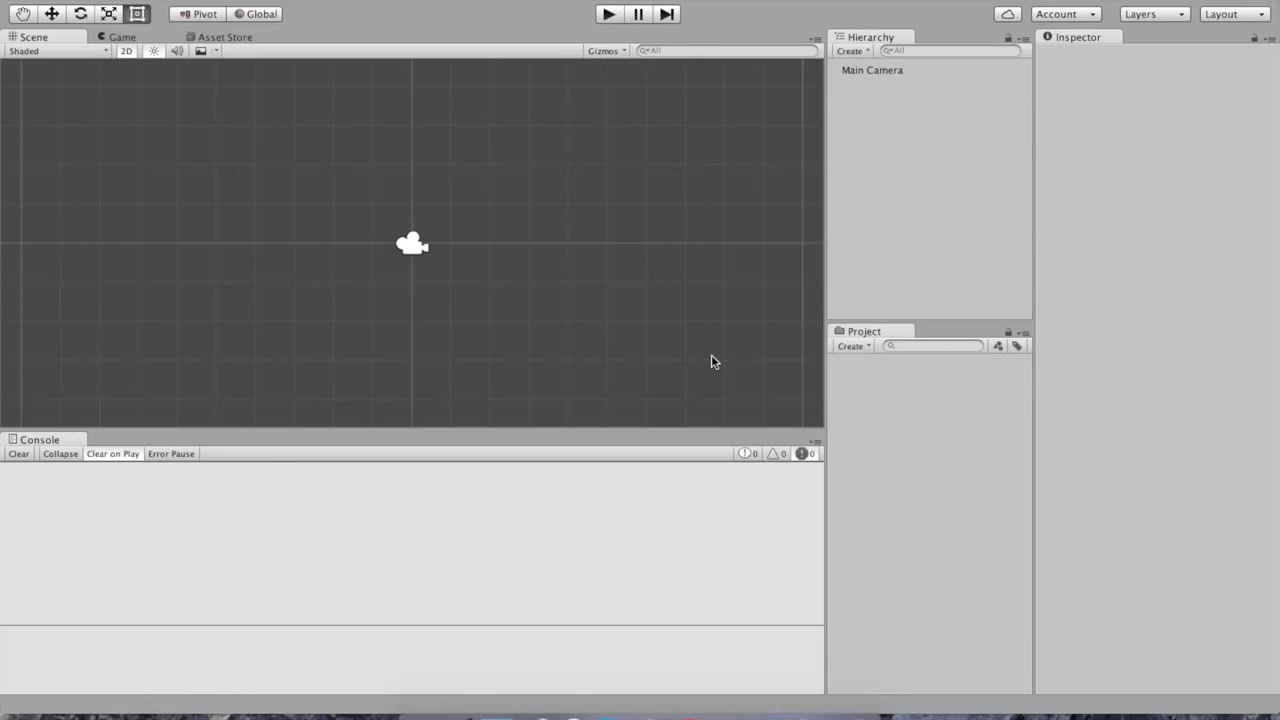 Pivot Global Account Layers Layout
Scene Game Asset Store Hierarchy Inspector
Shaded 2D Gizmos All Create All
Main Camera
Project
Create
Console
Clear Collapse Clear on Play Error Pause 0 0 0